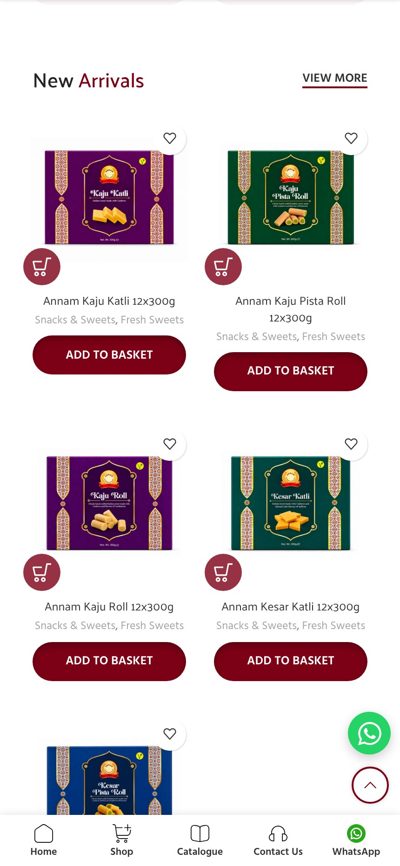 New Arrivals
VIEW MORE
Kaju Katli
Kaju
Pista Roll
Annam Kaju Katli 12x300g
Snacks & Sweets, Fresh Sweets
ADD TO BASKET
Annam Kaju Pista Roll
12x300g
Snacks & Sweets, Fresh Sweets
ADD TO BASKET
Kaju Roll
Kesar Katli
Annam Kaju Roll 12x300g
Snacks & Sweets, Fresh Sweets
ADD TO BASKET
Annam Kesar Katli 12x300g
Snacks & Sweets, Fresh Sweets
ADD TO BASKET
Kesar
Pista Roll
Home
Shop
Catalogue
Contact Us
WhatsApp